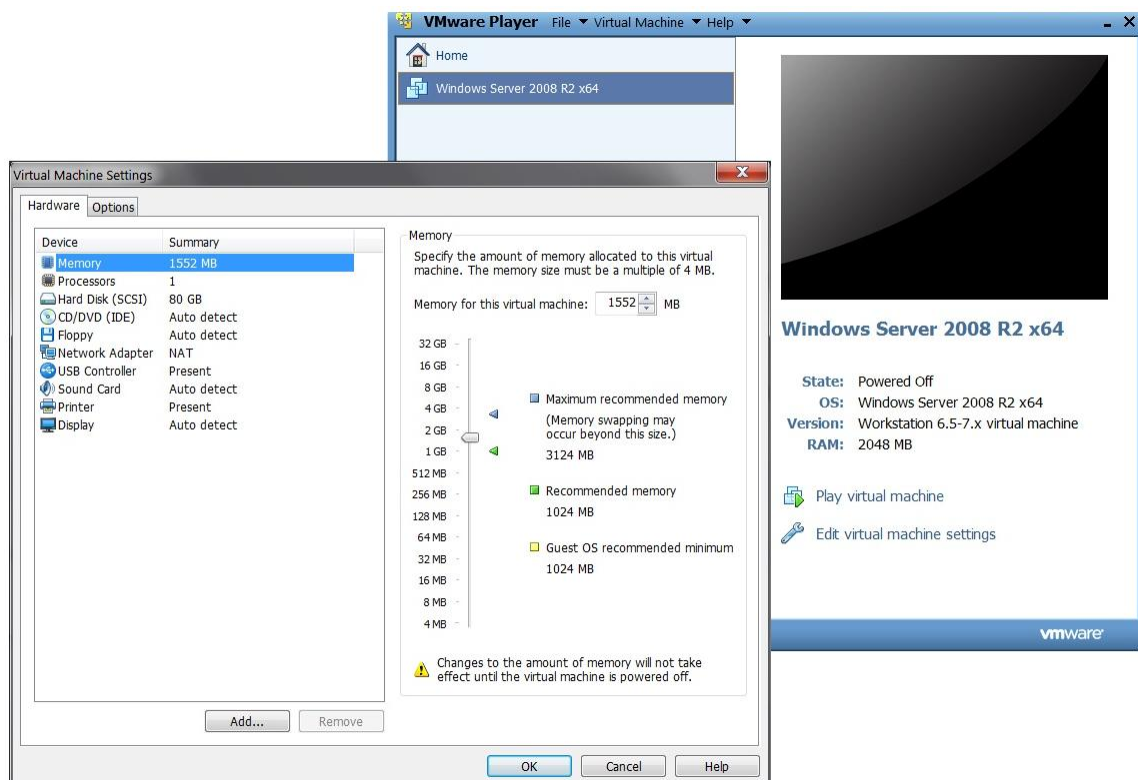 VMware Player File Virtual Machine Help
Home
Windows Server 2008 R2 x64
Windows Server 2008 R2 x64
State: Powered Off
OS: Windows Server 2008 R2 x64
Version: Workstation 6.5-7.x virtual machine
RAM: 2048 MB
Play virtual machine
Edit virtual machine settings
vmware
Virtual Machine Settings
Hardware Options
Device Summary
Memory 1552 MB
Processors 1
Hard Disk (SCSI) 80 GB
CD/DVD (IDE) Auto detect
Floppy Auto detect
Network Adapter NAT
USB Controller Present
Sound Card Auto detect
Printer Present
Display Auto detect
Add... Remove
Memory
Specify the amount of memory allocated to this virtual
machine. The memory size must be a multiple of 4 MB.
Memory for this virtual machine: 1552 MB
32 GB
16 GB
8 GB
4 GB
2 GB
1 GB
512 MB
256 MB
128 MB
64 MB
32 MB
16 MB
8 MB
4 MB
Maximum recommended memory
(Memory swapping may
occur beyond this size.)
3124 MB
Recommended memory
1024 MB
Guest OS recommended minimum
1024 MB
Changes to the amount of memory will not take
effect until the virtual machine is powered off.
OK Cancel Help